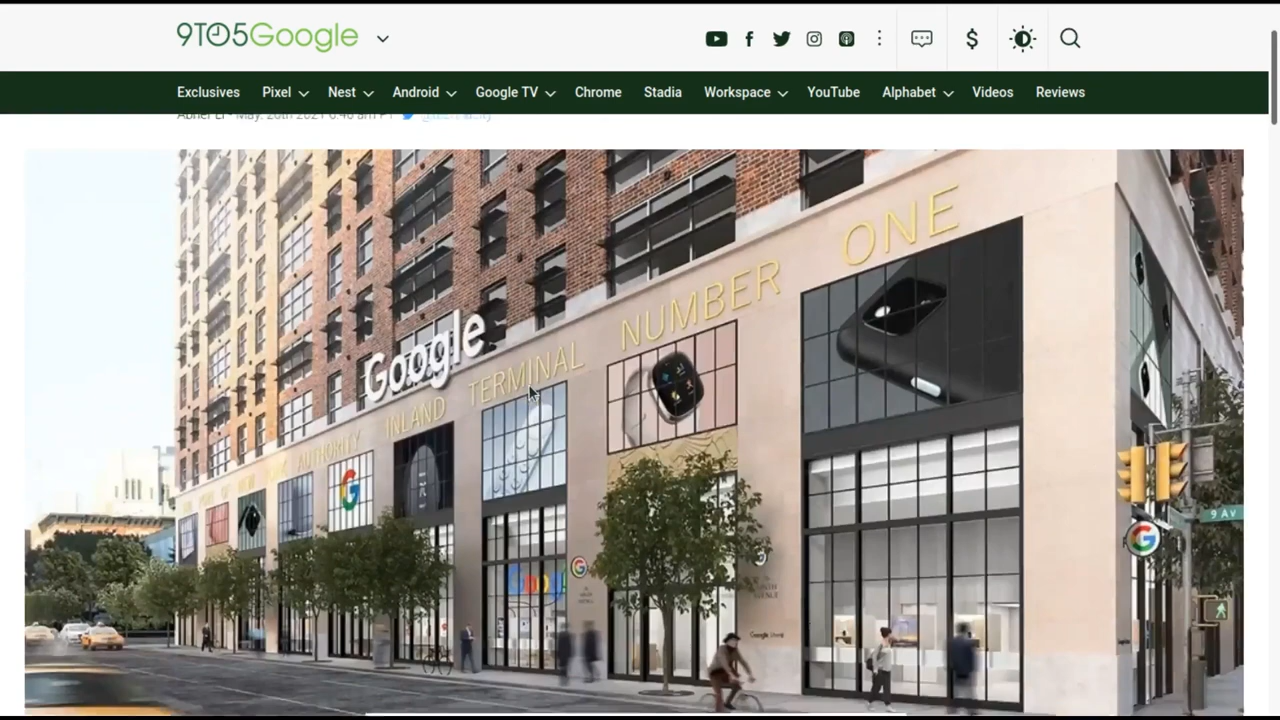 9TO5Google
Exclusives Pixel Nest Android Google TV Chrome Stadia Workspace YouTube Alphabet Videos Reviews
Google
ONE
NUMBER
TERMINAL
INLAND
AUTHORITY
9 Av
Google